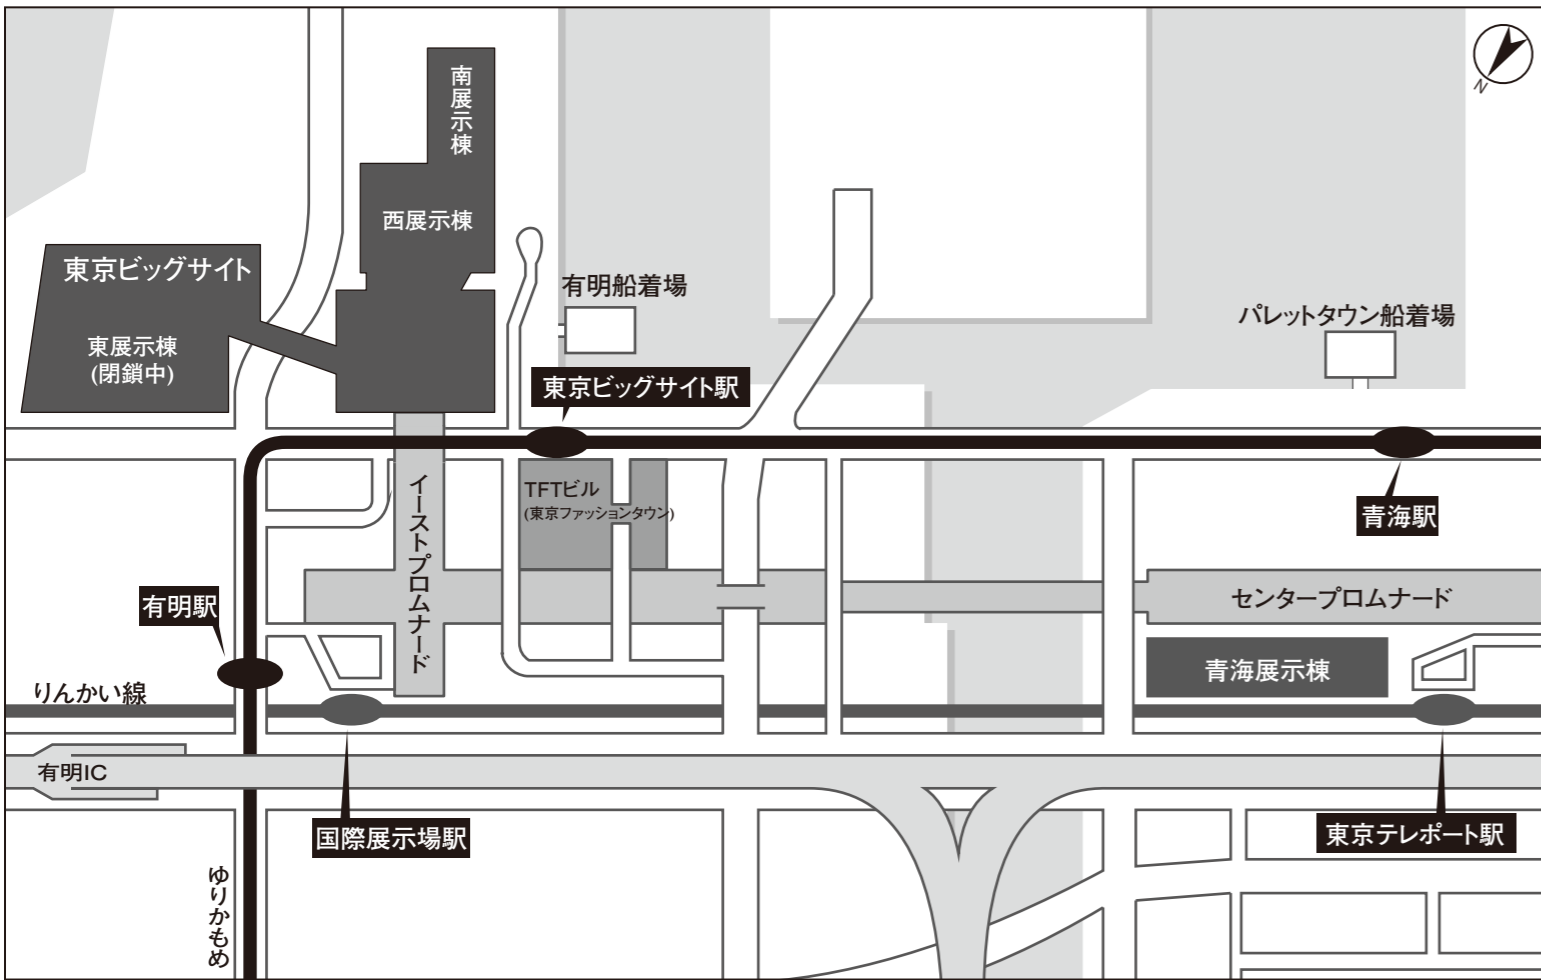 N
南展示棟
西展示棟
東京ビッグサイト
東展示棟
(閉鎖中)
有明船着場
パレットタウン船着場
東京ビッグサイト駅
青海駅
TFTビル
(東京ファッションタウン)
イーストプロムナード
有明駅
センタープロムナード
青海展示棟
りんかい線
有明IC
国際展示場駅
東京テレポート駅
ゆりかもめ